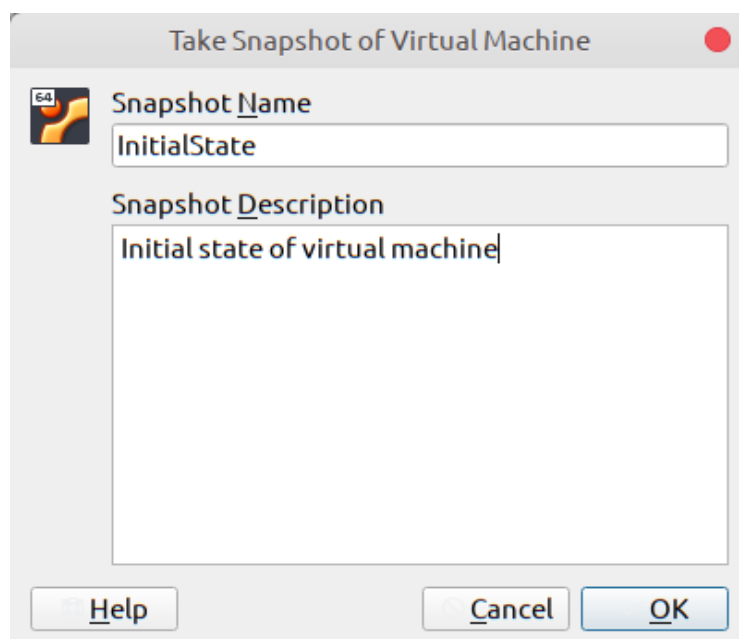 Take Snapshot of Virtual Machine
64
Snapshot Name
InitialState
Snapshot Description
Initial state of virtual machine
Help
Cancel
OK